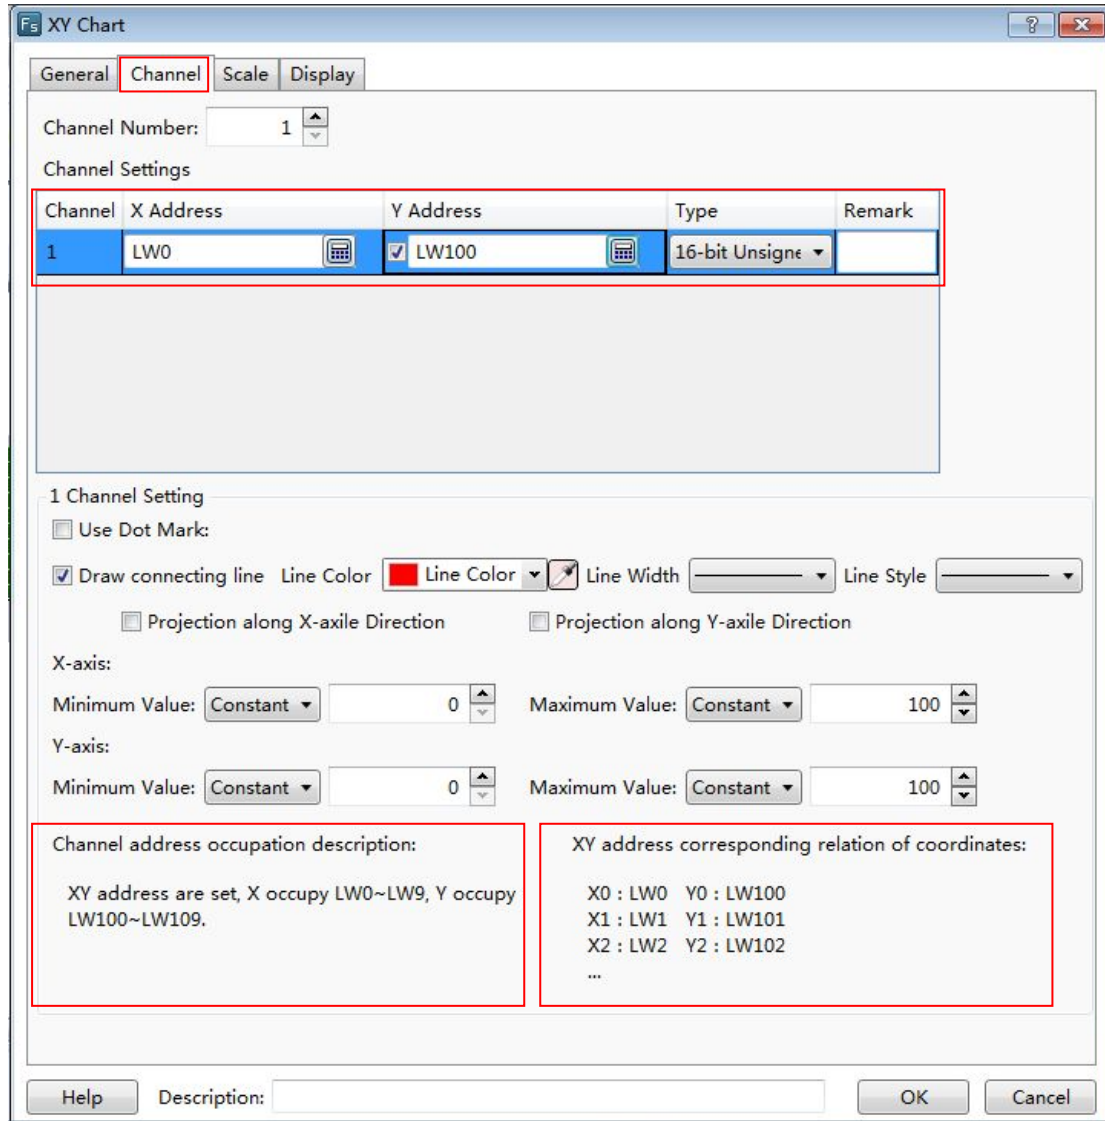 Fs XY Chart
General Channel Scale Display
Channel Number: 1
Channel Settings
Channel X Address Y Address Type Remark
1 LW0 LW100 16-bit Unsigne
1 Channel Setting
Use Dot Mark:
Draw connecting line Line Color Line Color Line Width Line Style
Projection along X-axile Direction Projection along Y-axile Direction
X-axis:
Minimum Value: Constant 0 Maximum Value: Constant 100
Y-axis:
Minimum Value: Constant 0 Maximum Value: Constant 100
Channel address occupation description:
XY address are set, X occupy LW0~LW9, Y occupy
LW100~LW109.
XY address corresponding relation of coordinates:
X0 : LW0 Y0 : LW100
X1 : LW1 Y1 : LW101
X2 : LW2 Y2 : LW102
...
Help Description: OK Cancel